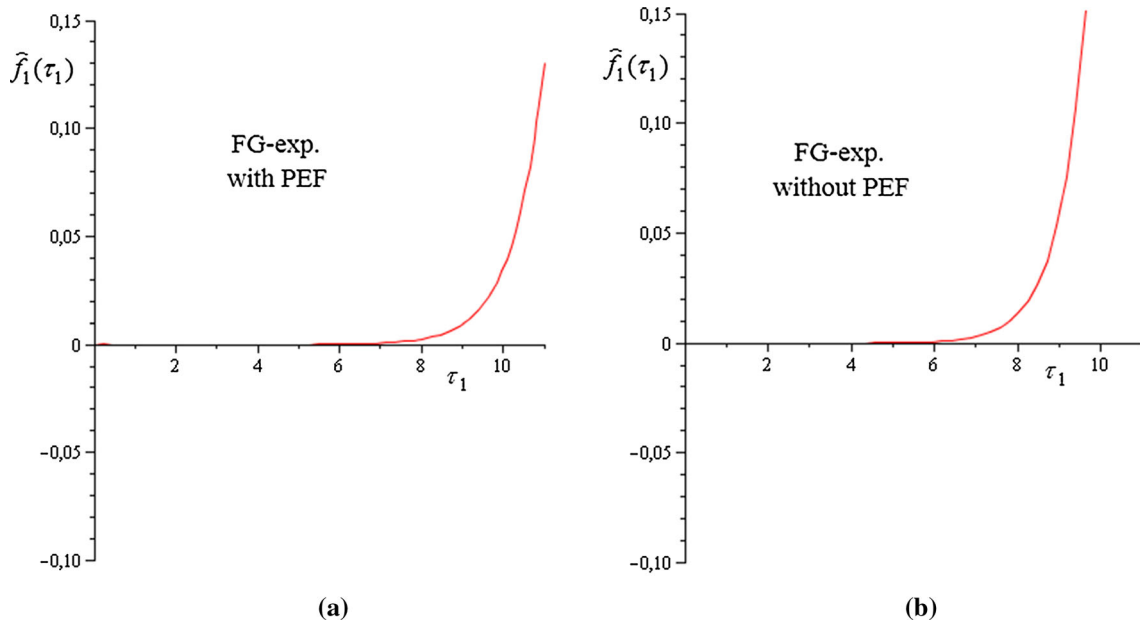 0,15
f̂₁(τ₁)
0,10
FG-exp.
with PEF
0,05
0
2
4
6
8
10
τ₁
−0,05
−0,10
(a)
0,15
f̂₁(τ₁)
0,10
FG-exp.
without PEF
0,05
0
2
4
6
8
10
τ₁
−0,05
−0,10
(b)